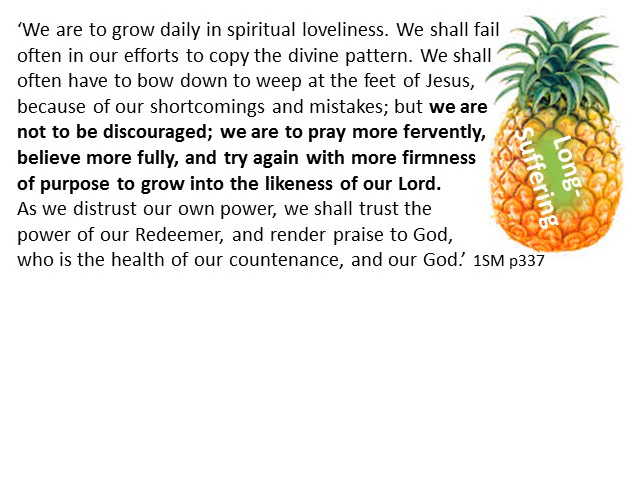 ‘We are to grow daily in spiritual loveliness. We shall fail
often in our efforts to copy the divine pattern. We shall
often have to bow down to weep at the feet of Jesus,
because of our shortcomings and mistakes; but we are
not to be discouraged; we are to pray more fervently,
believe more fully, and try again with more firmness
of purpose to grow into the likeness of our Lord.
As we distrust our own power, we shall trust the
power of our Redeemer, and render praise to God,
who is the health of our countenance, and our God.’ 1SM p337
Long-
Suffering